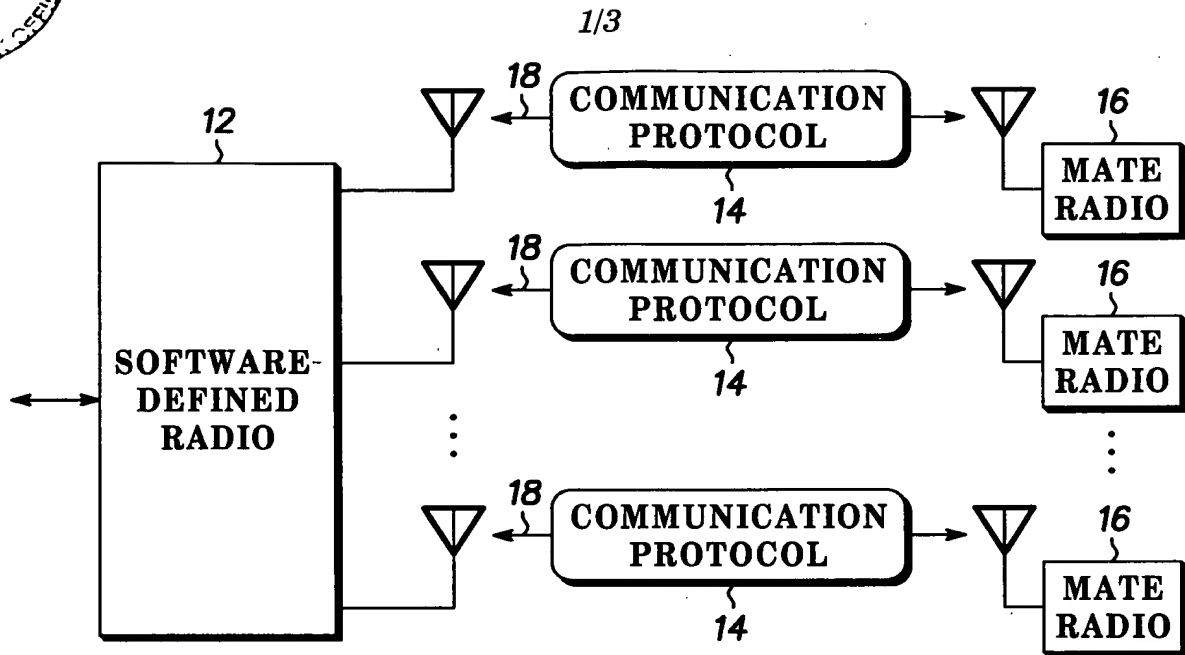 1/3
12
18
COMMUNICATION
PROTOCOL
14
16
MATE
RADIO
18
COMMUNICATION
PROTOCOL
14
16
MATE
RADIO
SOFTWARE-
DEFINED
RADIO
18
COMMUNICATION
PROTOCOL
14
16
MATE
RADIO